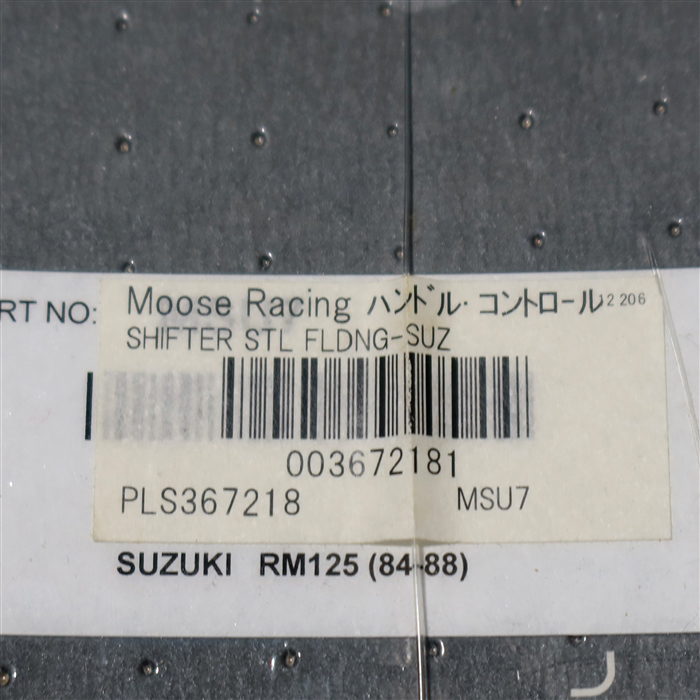 RT NO:
Moose Racing ハンドル・コントロール2 206
SHIFTER STL FLDNG-SUZ
003672181
PLS367218 MSU7
SUZUKI RM125 (84-88)